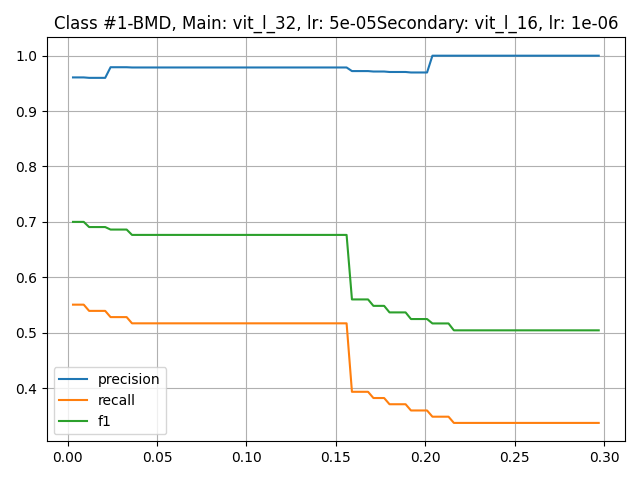 Class #1-BMD, Main: vit_l_32, lr: 5e-05Secondary: vit_l_16, lr: 1e-06
1.0
0.9
0.8
0.7
0.6
0.5
0.4
precision
recall
f1
0.00 0.05 0.10 0.15 0.20 0.25 0.30